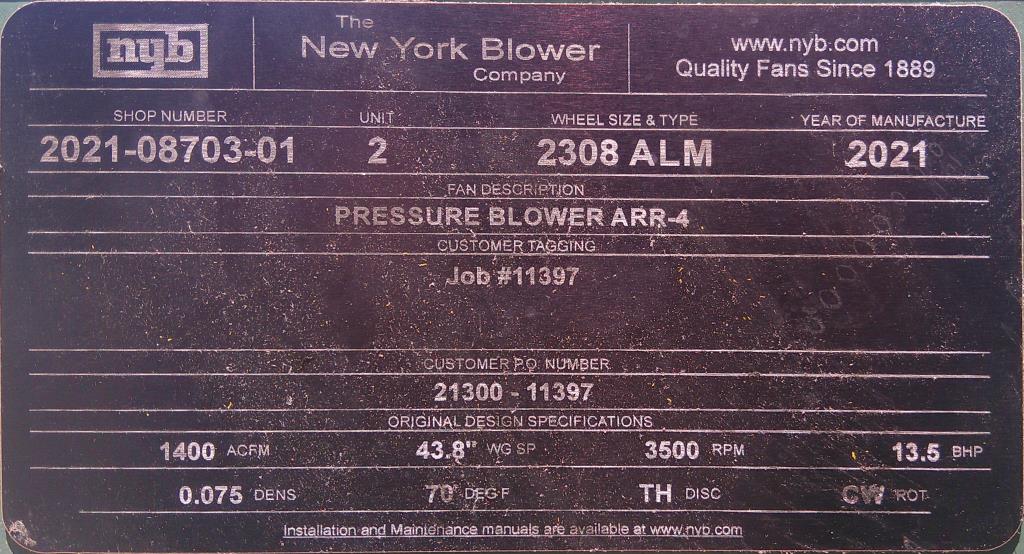 nyb
The
New York Blower
Company
www.nyb.com
Quality Fans Since 1889
SHOP NUMBER UNIT WHEEL SIZE & TYPE YEAR OF MANUFACTURE
2021-08703-01 2 2308 ALM 2021
FAN DESCRIPTION
PRESSURE BLOWER ARR-4
CUSTOMER TAGGING
Job #11397
CUSTOMER P.O. NUMBER
21300 - 11397
ORIGINAL DESIGN SPECIFICATIONS
1400 ACFM 43.8" WG SP 3500 RPM 13.5 BHP
0.075 DENS 70 DEG F TH DISC CW ROT
Installation and Maintenance manuals are available at www.nyb.com